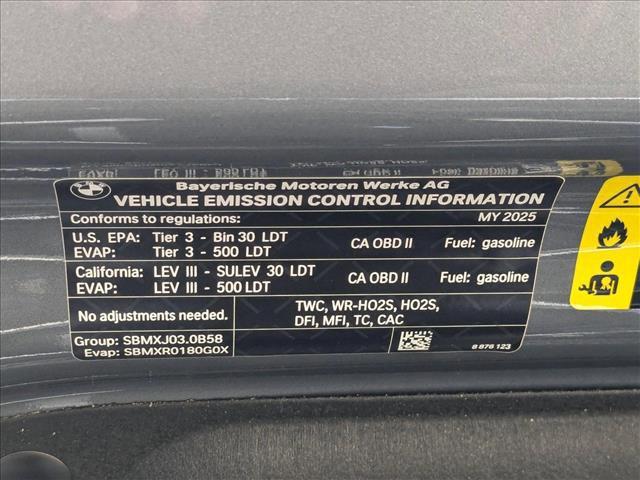 BMW
Bayerische Motoren Werke AG
VEHICLE EMISSION CONTROL INFORMATION
Conforms to regulations: MY 2025
U.S. EPA: Tier 3 - Bin 30 LDT CA OBD II Fuel: gasoline
EVAP: Tier 3 - 500 LDT
California: LEV III - SULEV 30 LDT CA OBD II Fuel: gasoline
EVAP: LEV III - 500 LDT
No adjustments needed. TWC, WR-HO2S, HO2S,
DFI, MFI, TC, CAC
Group: SBMXJ03.0B58
Evap: SBMXR0180G0X 8 876 123